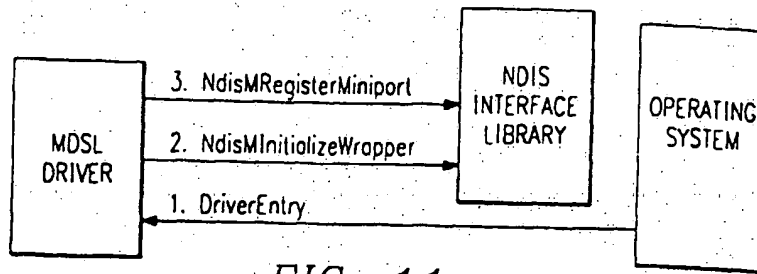 MDSL
DRIVER
3. NdisMRegisterMiniport
2. NdisMInitializeWrapper
1. DriverEntry
NDIS
INTERFACE
LIBRARY
OPERATING
SYSTEM